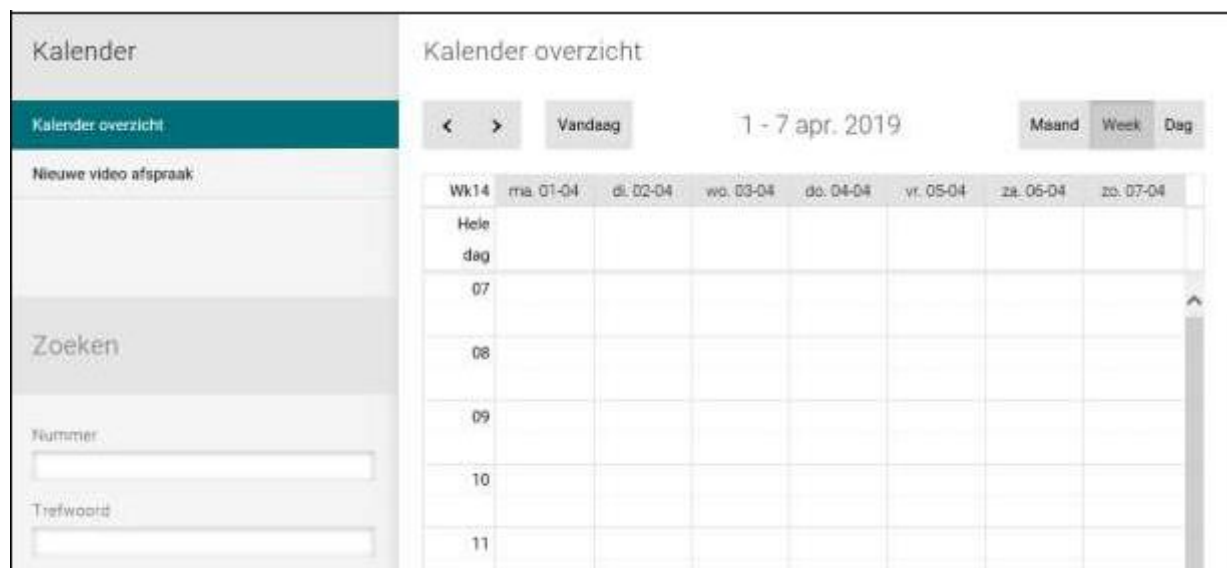 Kalender
Kalender overzicht
Nieuwe video afspraak
Zoeken
Nummer
Trefwoord
Kalender overzicht
Vandaag
1 - 7 apr. 2019
Maand Week Dag
Wk14 ma. 01-04 di. 02-04 wo. 03-04 do. 04-04 vr. 05-04 za. 06-04 zo. 07-04
Hele
dag
07
08
09
10
11